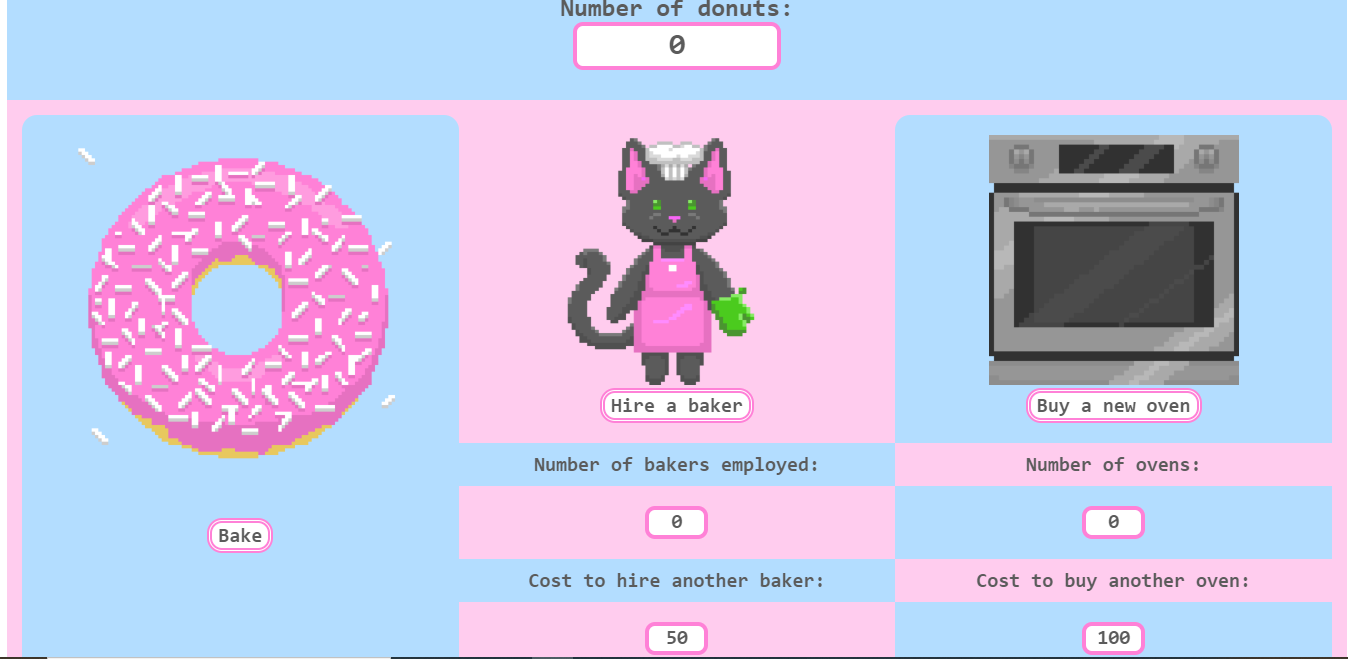 Number of donuts:
0
Bake
Hire a baker
Number of bakers employed:
0
Cost to hire another baker:
50
Buy a new oven
Number of ovens:
0
Cost to buy another oven:
100